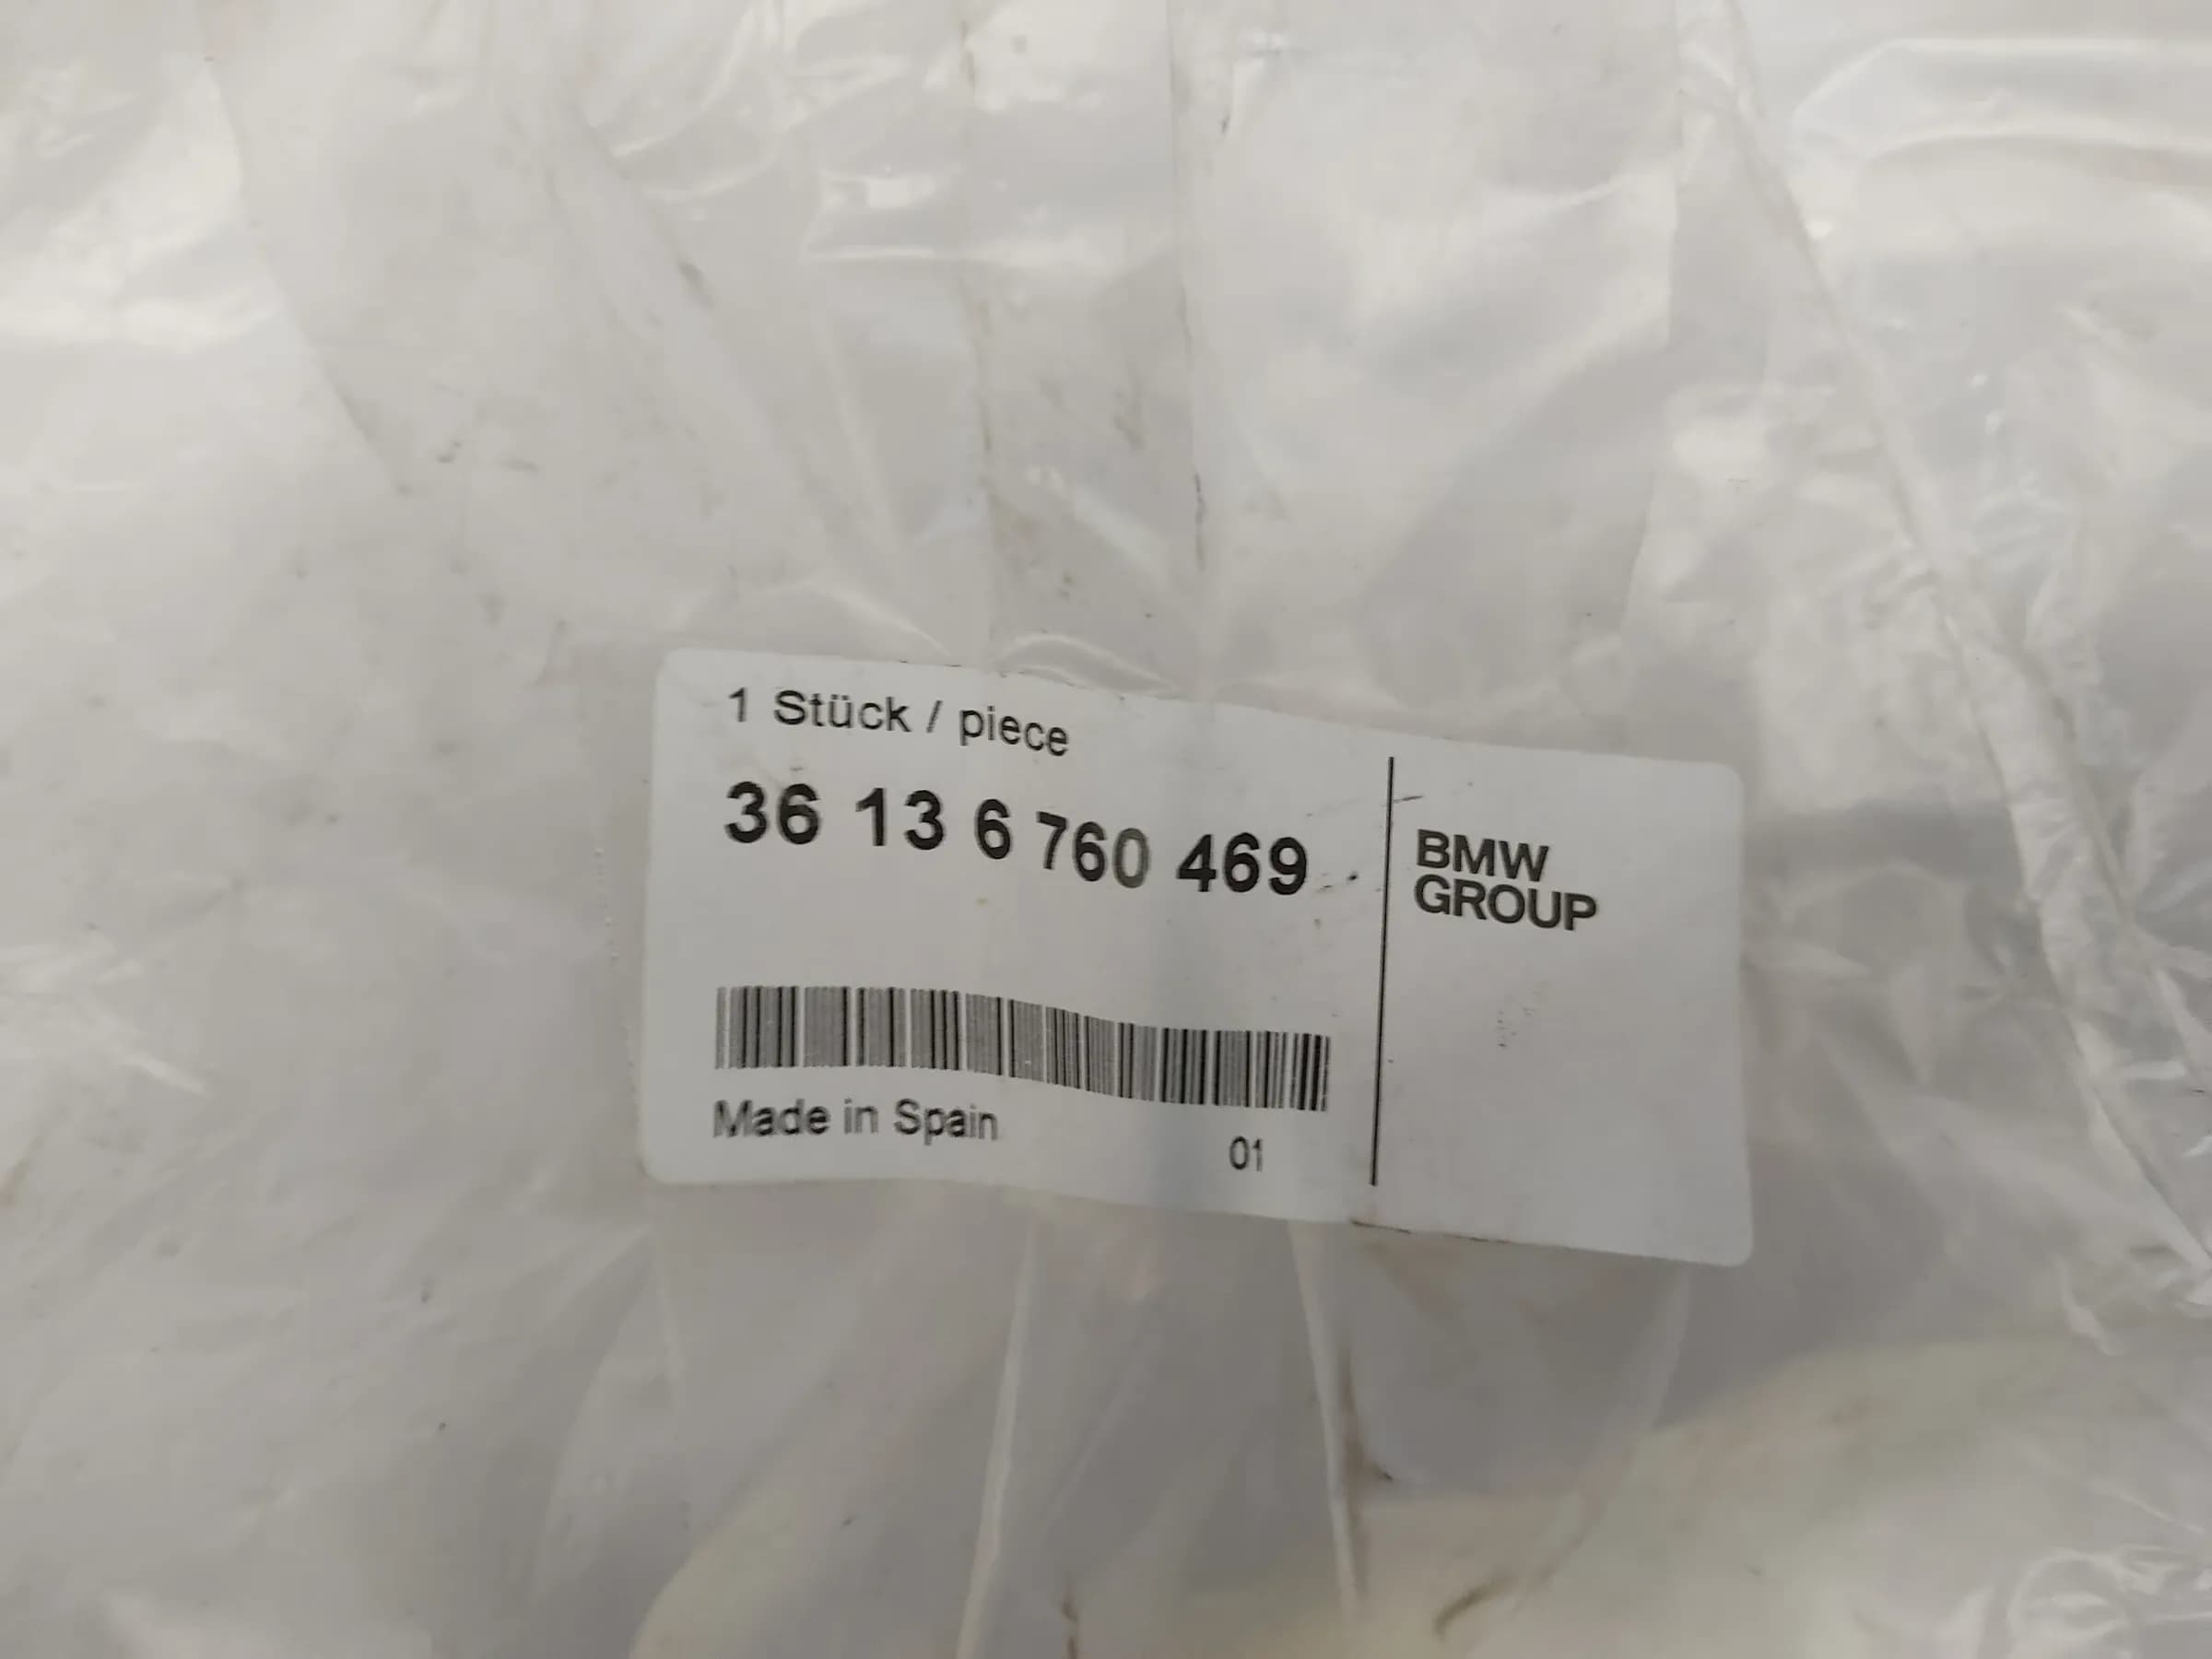 1 Stück / piece
36 13 6 760 469
BMW
GROUP
Made in Spain
01